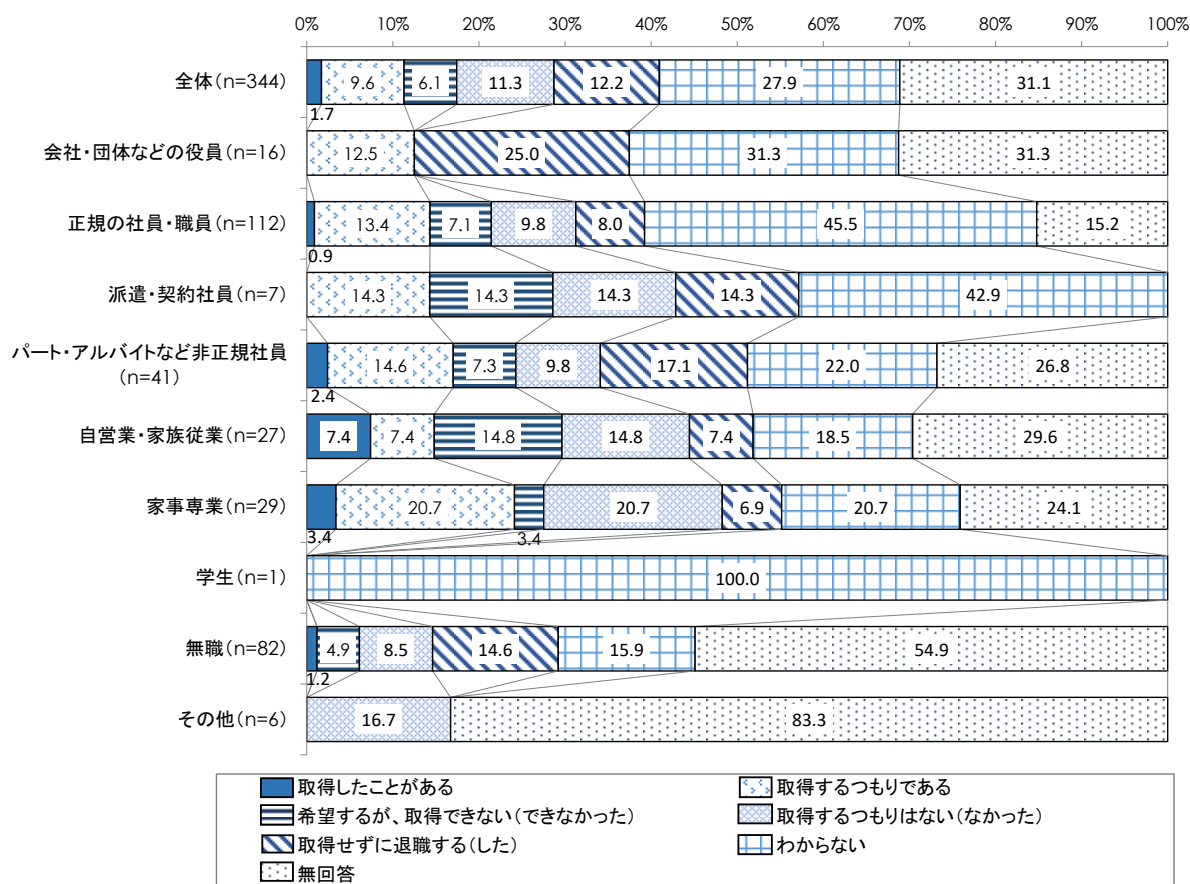 0% 10% 20% 30% 40% 50% 60% 70% 80% 90% 100%
全体(n=344) 9.6 6.1 11.3 12.2 27.9 31.1
1.7
会社・団体などの役員(n=16) 12.5 25.0 31.3 31.3
正規の社員・職員(n=112) 13.4 7.1 9.8 8.0 45.5 15.2
0.9
派遣・契約社員(n=7) 14.3 14.3 14.3 14.3 42.9
パート・アルバイトなど非正規社員
(n=41) 14.6 7.3 9.8 17.1 22.0 26.8
2.4
自営業・家族従業(n=27) 7.4 7.4 14.8 14.8 7.4 18.5 29.6
家事専業(n=29) 20.7 20.7 6.9 20.7 24.1
3.4 3.4
学生(n=1) 100.0
無職(n=82) 4.9 8.5 14.6 15.9 54.9
1.2
その他(n=6) 16.7 83.3
取得したことがある 取得するつもりである
希望するが、取得できない(できなかった) 取得するつもりはない(なかった)
取得せずに退職する(した) わからない
無回答